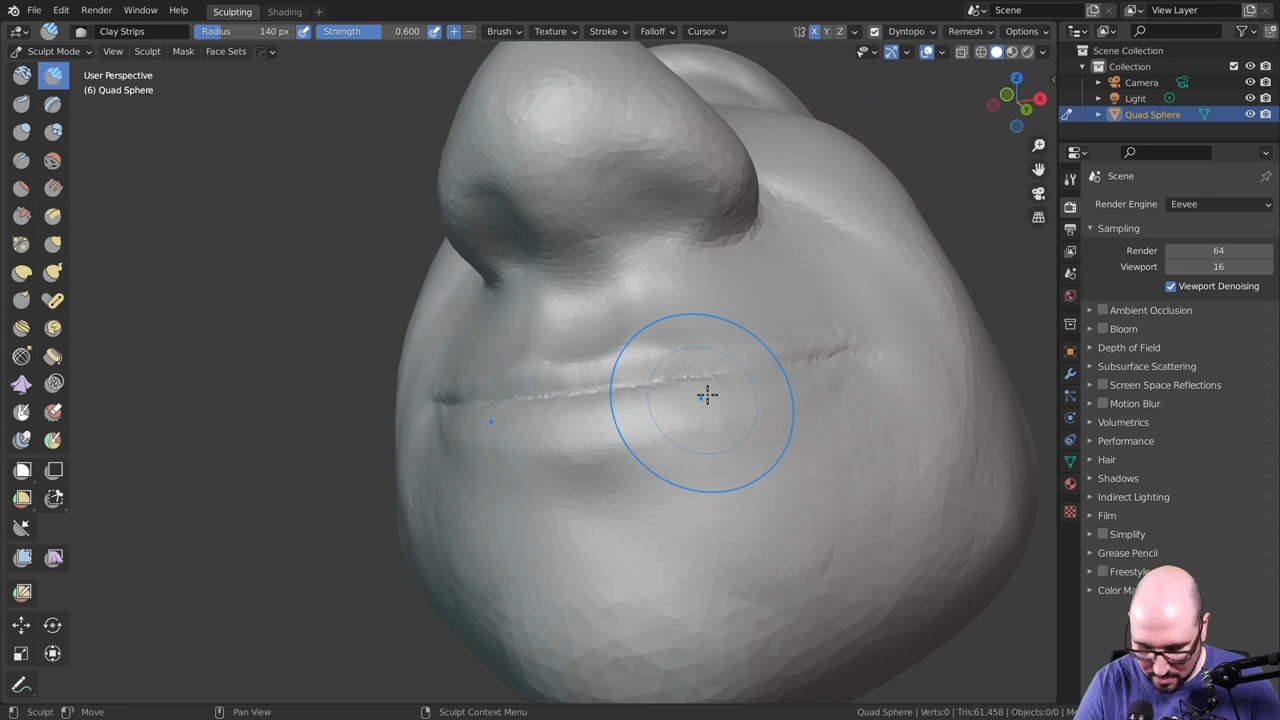 File Edit Render Window Help Sculpting Shading + Scene View Layer
Clay Strips Radius 140 px Strength 0.600 Brush Texture Stroke Falloff Cursor X Y Z Dyntopo Remesh Options
Sculpt Mode View Sculpt Mask Face Sets
User Perspective
(6) Quad Sphere
Z
X
Y
Scene Collection
Collection
Camera
Light
Quad Sphere
Scene
Render Engine Eevee
Sampling
Render 64
Viewport 16
Viewport Denoising
Ambient Occlusion
Bloom
Depth of Field
Subsurface Scattering
Screen Space Reflections
Motion Blur
Volumetrics
Performance
Hair
Shadows
Indirect Lighting
Film
Simplify
Grease Pencil
Freestyle
Sculpt Move Pan View Sculpt Context Menu Quad Sphere | Verts:0 | Tris:61,458 | Objects:0/0 |